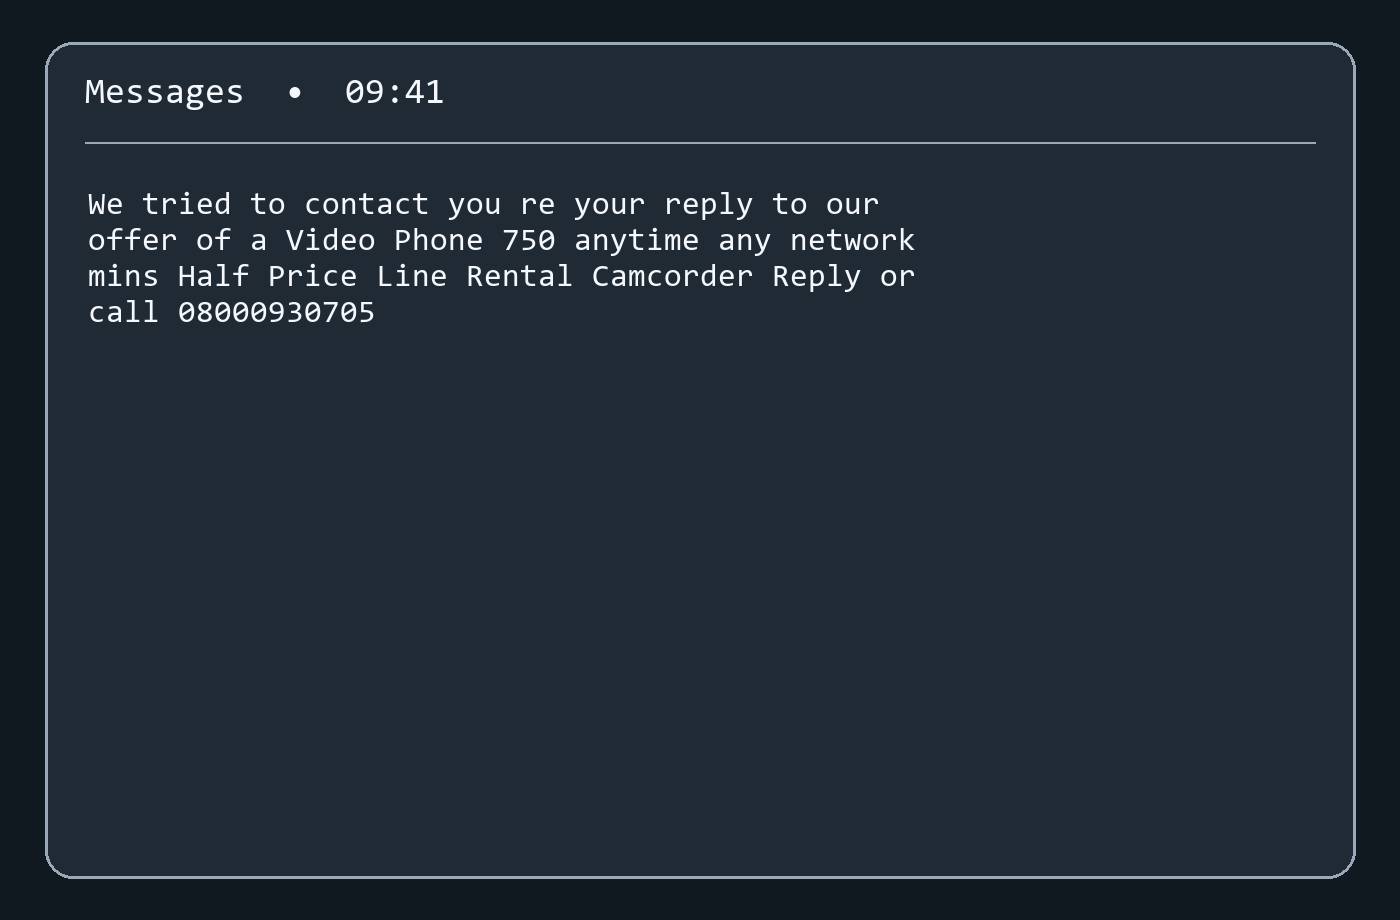 Messages • 09:41
We tried to contact you re your reply to our
offer of a Video Phone 750 anytime any network
mins Half Price Line Rental Camcorder Reply or
call 08000930705